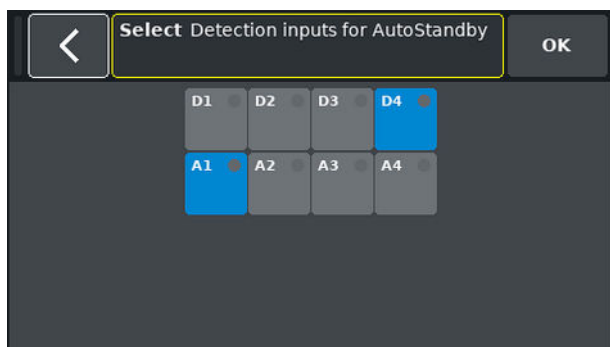 Select Detection inputs for AutoStandby
OK
D1 D2 D3 D4
A1 A2 A3 A4